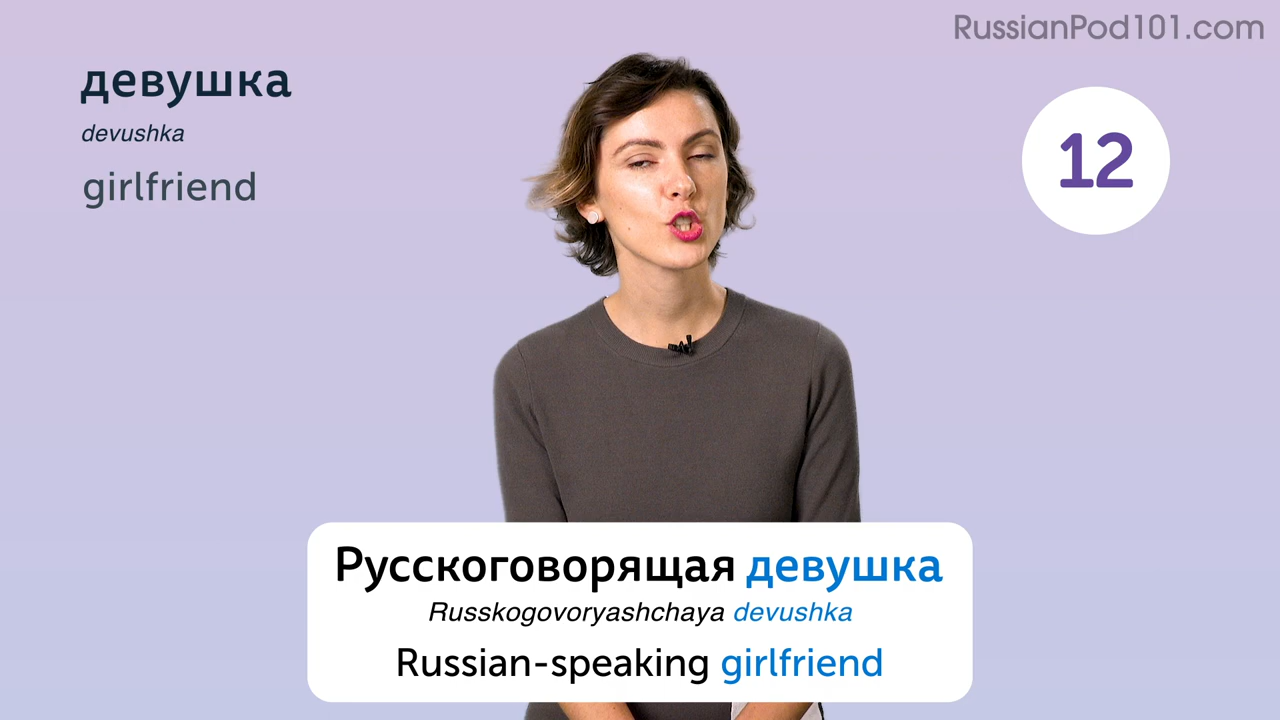 RussianPod101.com
девушка
devushka
girlfriend
12
Русскоговорящая девушка
Russkogovoryashchaya devushka
Russian-speaking girlfriend